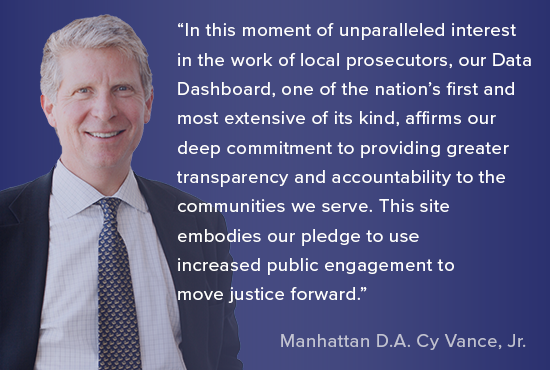 “In this moment of unparalleled interest
in the work of local prosecutors, our Data
Dashboard, one of the nation’s first and
most extensive of its kind, affirms our
deep commitment to providing greater
transparency and accountability to the
communities we serve. This site
embodies our pledge to use
increased public engagement to
move justice forward.”
Manhattan D.A. Cy Vance, Jr.